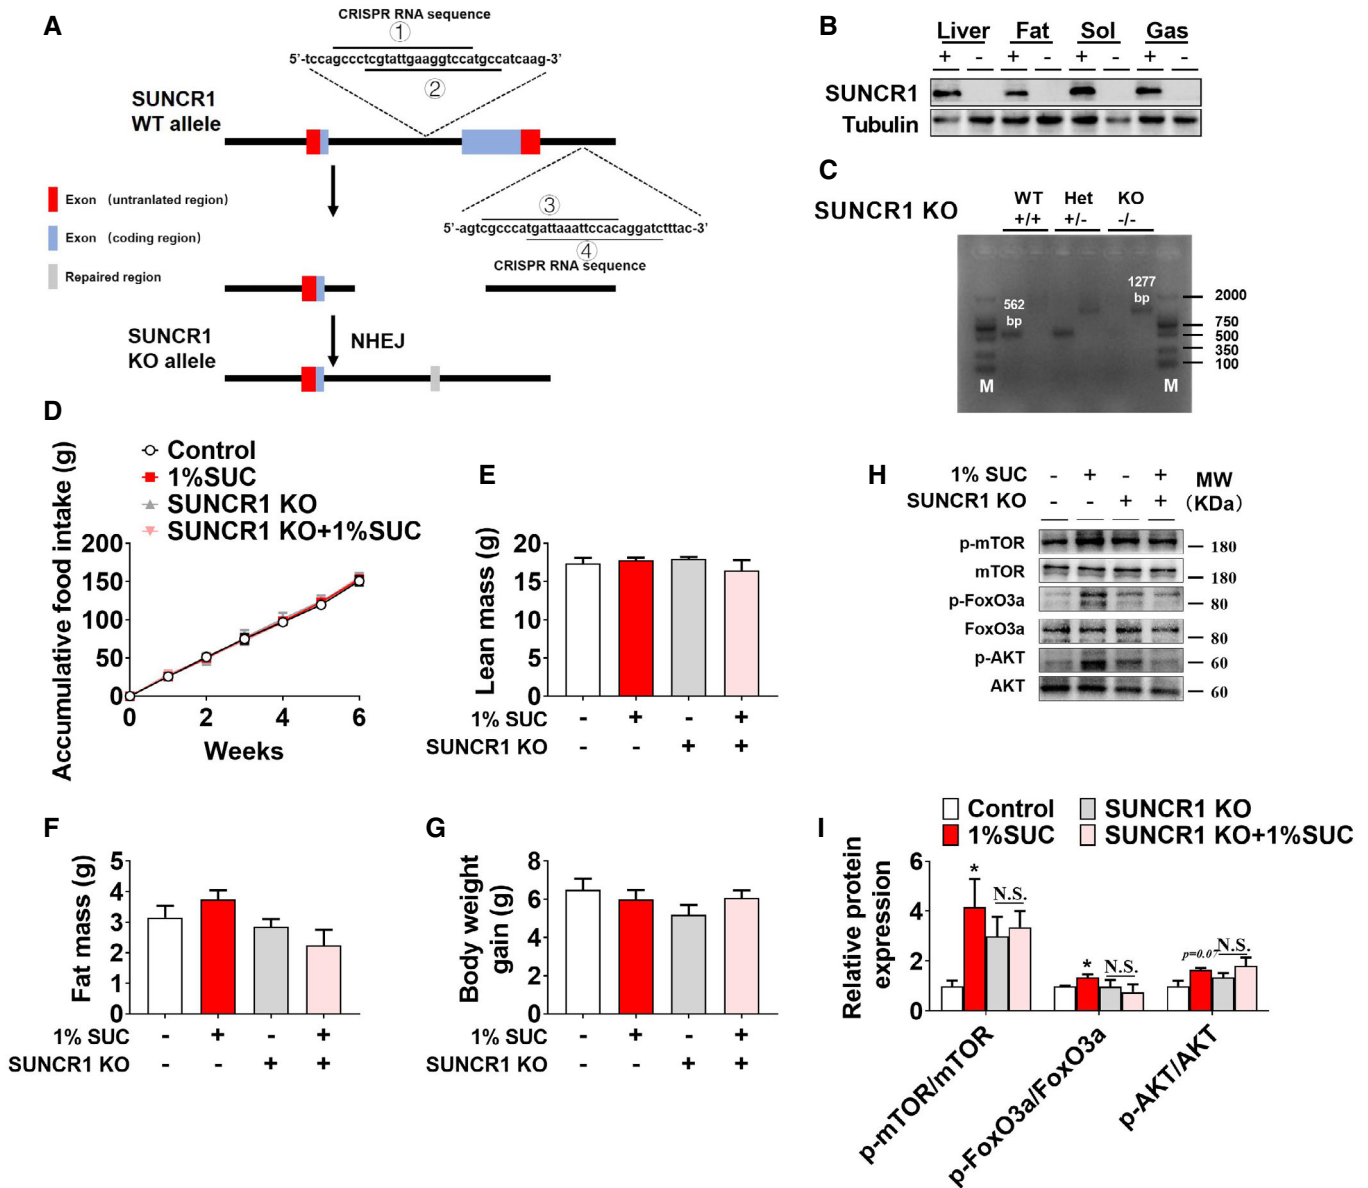 A
CRISPR RNA sequence
①
5’-tccagccctcgtattgaaggtccatgccatcaag-3’
②
SUNCR1
WT allele
Exon （untranlated region）
Exon （coding region）
Repaired region
③
5’-agtcgcccatgattaaattccacaggatctttac-3’
④
CRISPR RNA sequence
SUNCR1
KO allele
NHEJ
B
Liver Fat Sol Gas
+ - + - + - + -
SUNCR1
Tubulin
C
SUNCR1 KO
WT Het KO
+/+ +/- -/-
562
bp
1277
bp
2000
750
500
350
100
M M
D
Control
1%SUC
SUNCR1 KO
SUNCR1 KO+1%SUC
Accumulative food intake (g)
200
150
100
50
0
0 2 4 6
Weeks
E
Lean mass (g)
20
15
10
5
0
1% SUC - + - +
SUNCR1 KO - - + +
H
1% SUC - + - + MW
SUNCR1 KO - - + + （KDa）
p-mTOR 180
mTOR 180
p-FoxO3a 80
FoxO3a 80
p-AKT 60
AKT 60
F
Fat mass (g)
5
4
3
2
1
0
1% SUC - + - +
SUNCR1 KO - - + +
G
Body weight
gain (g)
8
6
4
2
0
1% SUC - + - +
SUNCR1 KO - - + +
I
Control SUNCR1 KO
1%SUC SUNCR1 KO+1%SUC
Relative protein
expression
6
4
2
0
* N.S.
* N.S.
p=0.07 N.S.
p-mTOR/mTOR
p-FoxO3a/FoxO3a
p-AKT/AKT